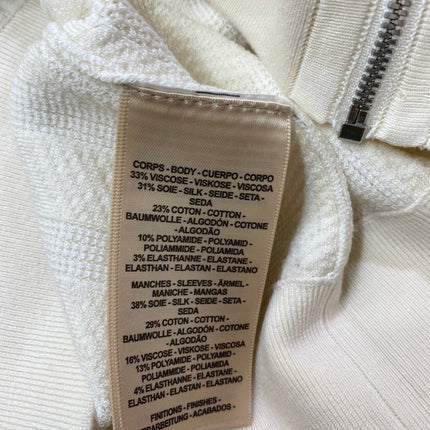 CORPS - BODY - CUERPO - CORPO
33% VISCOSE - VISKOSE - VISCOSA
31% SOIE - SILK - SEIDE - SETA -
SEDA
23% COTON - COTTON -
BAUMWOLLE - ALGODÓN - COTONE
- ALGODÃO
10% POLYAMIDE - POLYAMID -
POLIAMMIDE - POLIAMIDA
3% ELASTHANNE - ELASTANE -
ELASTHAN - ELASTAN - ELASTANO
MANCHES - SLEEVES - ÄRMEL -
MANICHE - MANGAS
38% SOIE - SILK - SEIDE - SETA -
SEDA
29% COTON - COTTON -
BAUMWOLLE - ALGODÓN - COTONE
- ALGODÃO
16% VISCOSE - VISKOSE - VISCOSA
13% POLYAMIDE - POLYAMID -
POLIAMMIDE - POLIAMIDA
4% ELASTHANNE - ELASTANE -
ELASTHAN - ELASTAN - ELASTANO
FINITIONS - FINISHES -
ERARBEITUNG - ACABADOS -